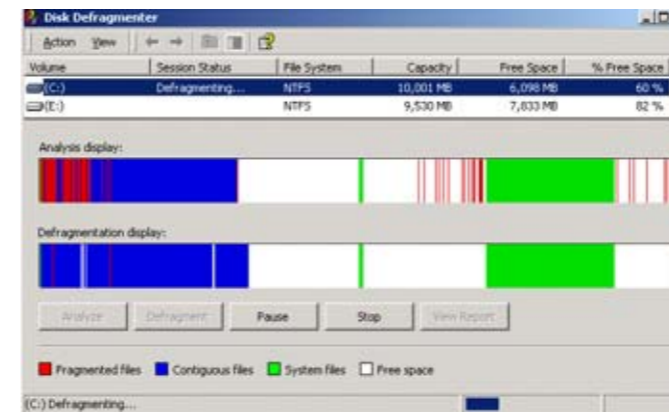 Disk Defragmenter
Action View
Volume Session Status File System Capacity Free Space % Free Space
(C:) Defragmenting... NTFS 10,001 MB 6,098 MB 60 %
(E:) NTFS 9,530 MB 7,833 MB 82 %
Analysis display:
Defragmentation display:
Analyze Defragment Pause Stop View Report
Fragmented files Contiguous files System files Free space
(C:) Defragmenting...